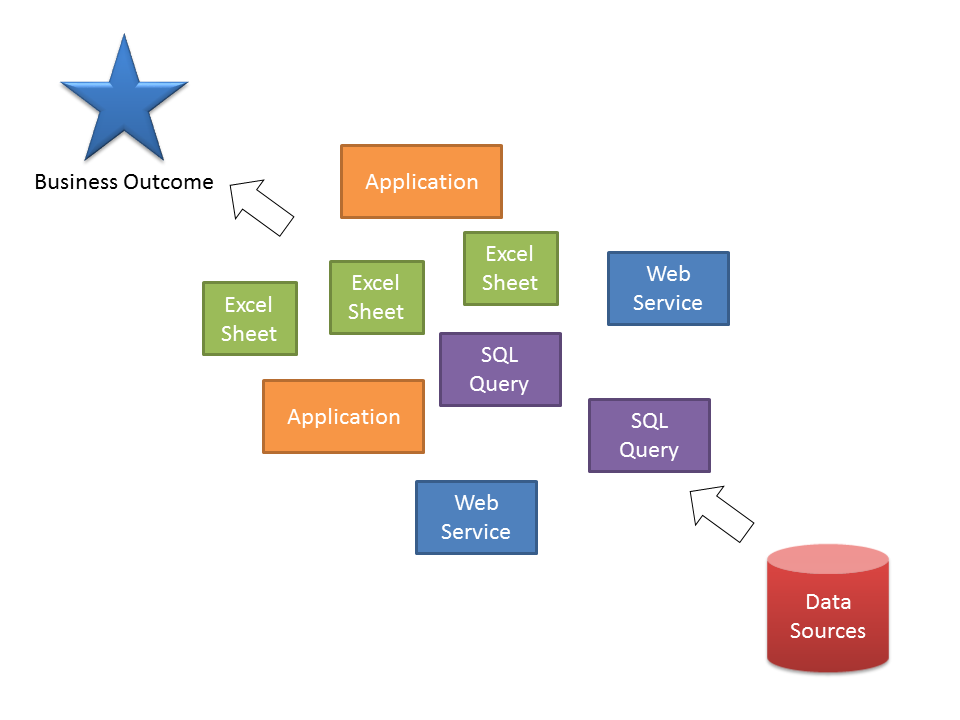 Business Outcome
Application
Excel
Sheet
Excel
Sheet
Excel
Sheet
Web
Service
SQL
Query
Application
SQL
Query
Web
Service
Data
Sources